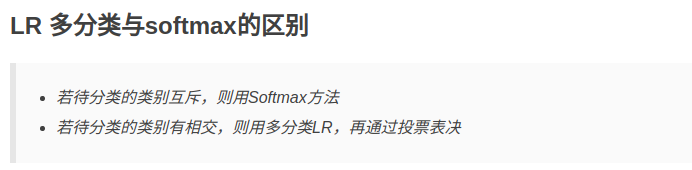 LR 多分类与softmax的区别
若待分类的类别互斥，则用Softmax方法
若待分类的类别有相交，则用多分类LR，再通过投票表决